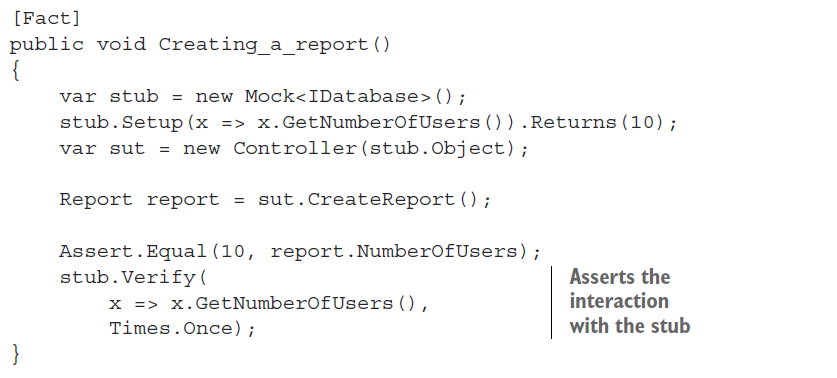 [Fact]
public void Creating_a_report()
{
    var stub = new Mock<IDatabase>();
    stub.Setup(x => x.GetNumberOfUsers()).Returns(10);
    var sut = new Controller(stub.Object);

    Report report = sut.CreateReport();

    Assert.Equal(10, report.NumberOfUsers);
    stub.Verify(
        x => x.GetNumberOfUsers(),
        Times.Once);
}
Asserts the
interaction
with the stub